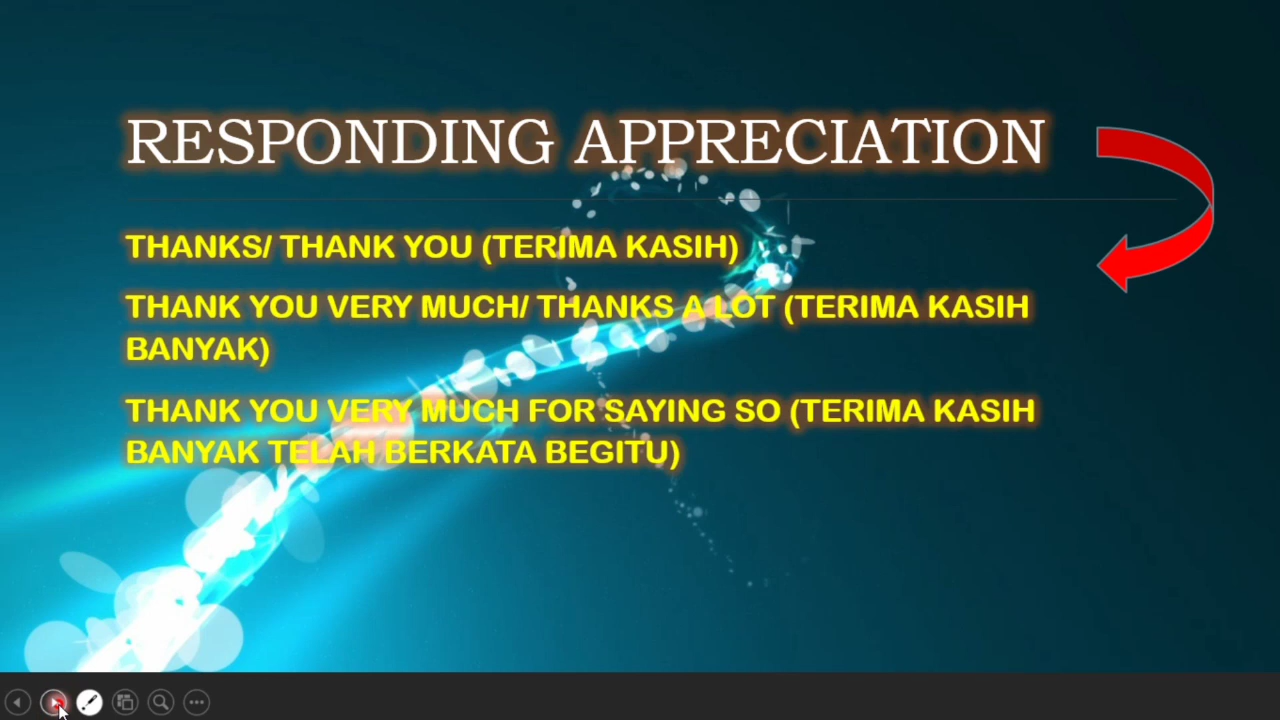 RESPONDING APPRECIATION
THANKS/ THANK YOU (TERIMA KASIH)
THANK YOU VERY MUCH/ THANKS A LOT (TERIMA KASIH
BANYAK)
THANK YOU VERY MUCH FOR SAYING SO (TERIMA KASIH
BANYAK TELAH BERKATA BEGITU)